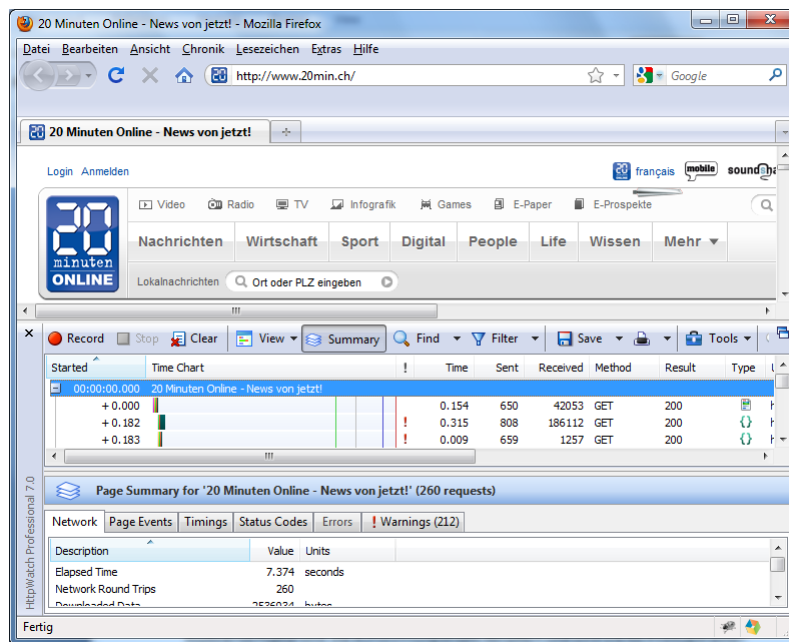 20 Minuten Online - News von jetzt! - Mozilla Firefox
Datei Bearbeiten Ansicht Chronik Lesezeichen Extras Hilfe
20 http://www.20min.ch/ Google
20 20 Minuten Online - News von jetzt!
Login Anmelden 20 français mobile
Video Radio TV Infografik Games E-Paper E-Prospekte
20 minuten ONLINE
Nachrichten Wirtschaft Sport Digital People Life Wissen Mehr
Lokalnachrichten Ort oder PLZ eingeben
Record Stop Clear View Summary Find Filter Save Tools
Started Time Chart ! Time Sent Received Method Result Type
00:00:00.000 20 Minuten Online - News von jetzt!
+ 0.000 0.154 650 42053 GET 200
+ 0.182 ! 0.315 808 186112 GET 200 {}
+ 0.183 ! 0.009 659 1257 GET 200 {}
HttpWatch Professional 7.0
Page Summary for '20 Minuten Online - News von jetzt!' (260 requests)
Network Page Events Timings Status Codes Errors ! Warnings (212)
Description Value Units
Elapsed Time 7.374 seconds
Network Round Trips 260
Downloaded Data 2536034 bytes
Fertig